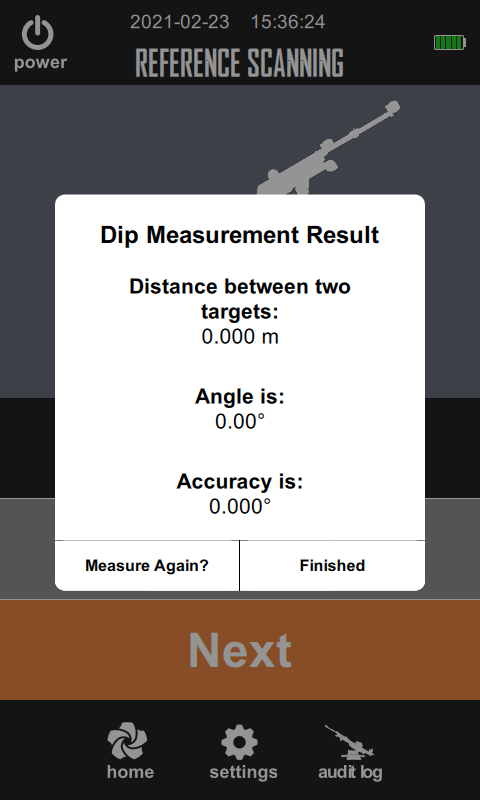 2021-02-23 15:36:24
power
REFERENCE SCANNING
Dip Measurement Result
Distance between two
targets:
0.000 m
Angle is:
0.00°
Accuracy is:
0.000°
Measure Again? Finished
Next
home settings audit log